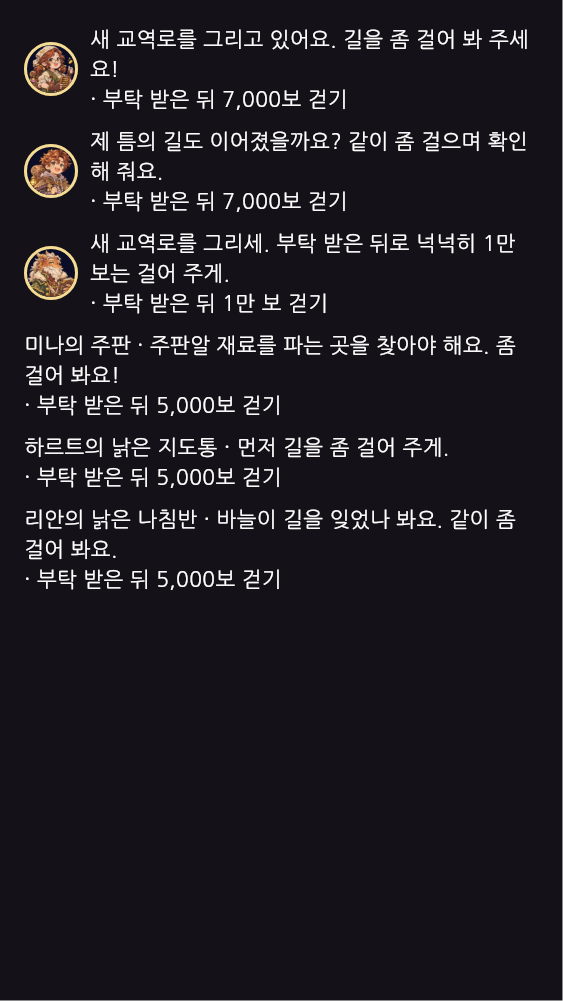 새 교역로를 그리고 있어요. 길을 좀 걸어 봐 주세
요!
· 부탁 받은 뒤 7,000보 걷기
제 틈의 길도 이어졌을까요? 같이 좀 걸으며 확인
해 줘요.
· 부탁 받은 뒤 7,000보 걷기
새 교역로를 그리세. 부탁 받은 뒤로 넉넉히 1만
보는 걸어 주게.
· 부탁 받은 뒤 1만 보 걷기
미나의 주판 · 주판알 재료를 파는 곳을 찾아야 해요. 좀
걸어 봐요!
· 부탁 받은 뒤 5,000보 걷기
하르트의 낡은 지도통 · 먼저 길을 좀 걸어 주게.
· 부탁 받은 뒤 5,000보 걷기
리안의 낡은 나침반 · 바늘이 길을 잊었나 봐요. 같이 좀
걸어 봐요.
· 부탁 받은 뒤 5,000보 걷기